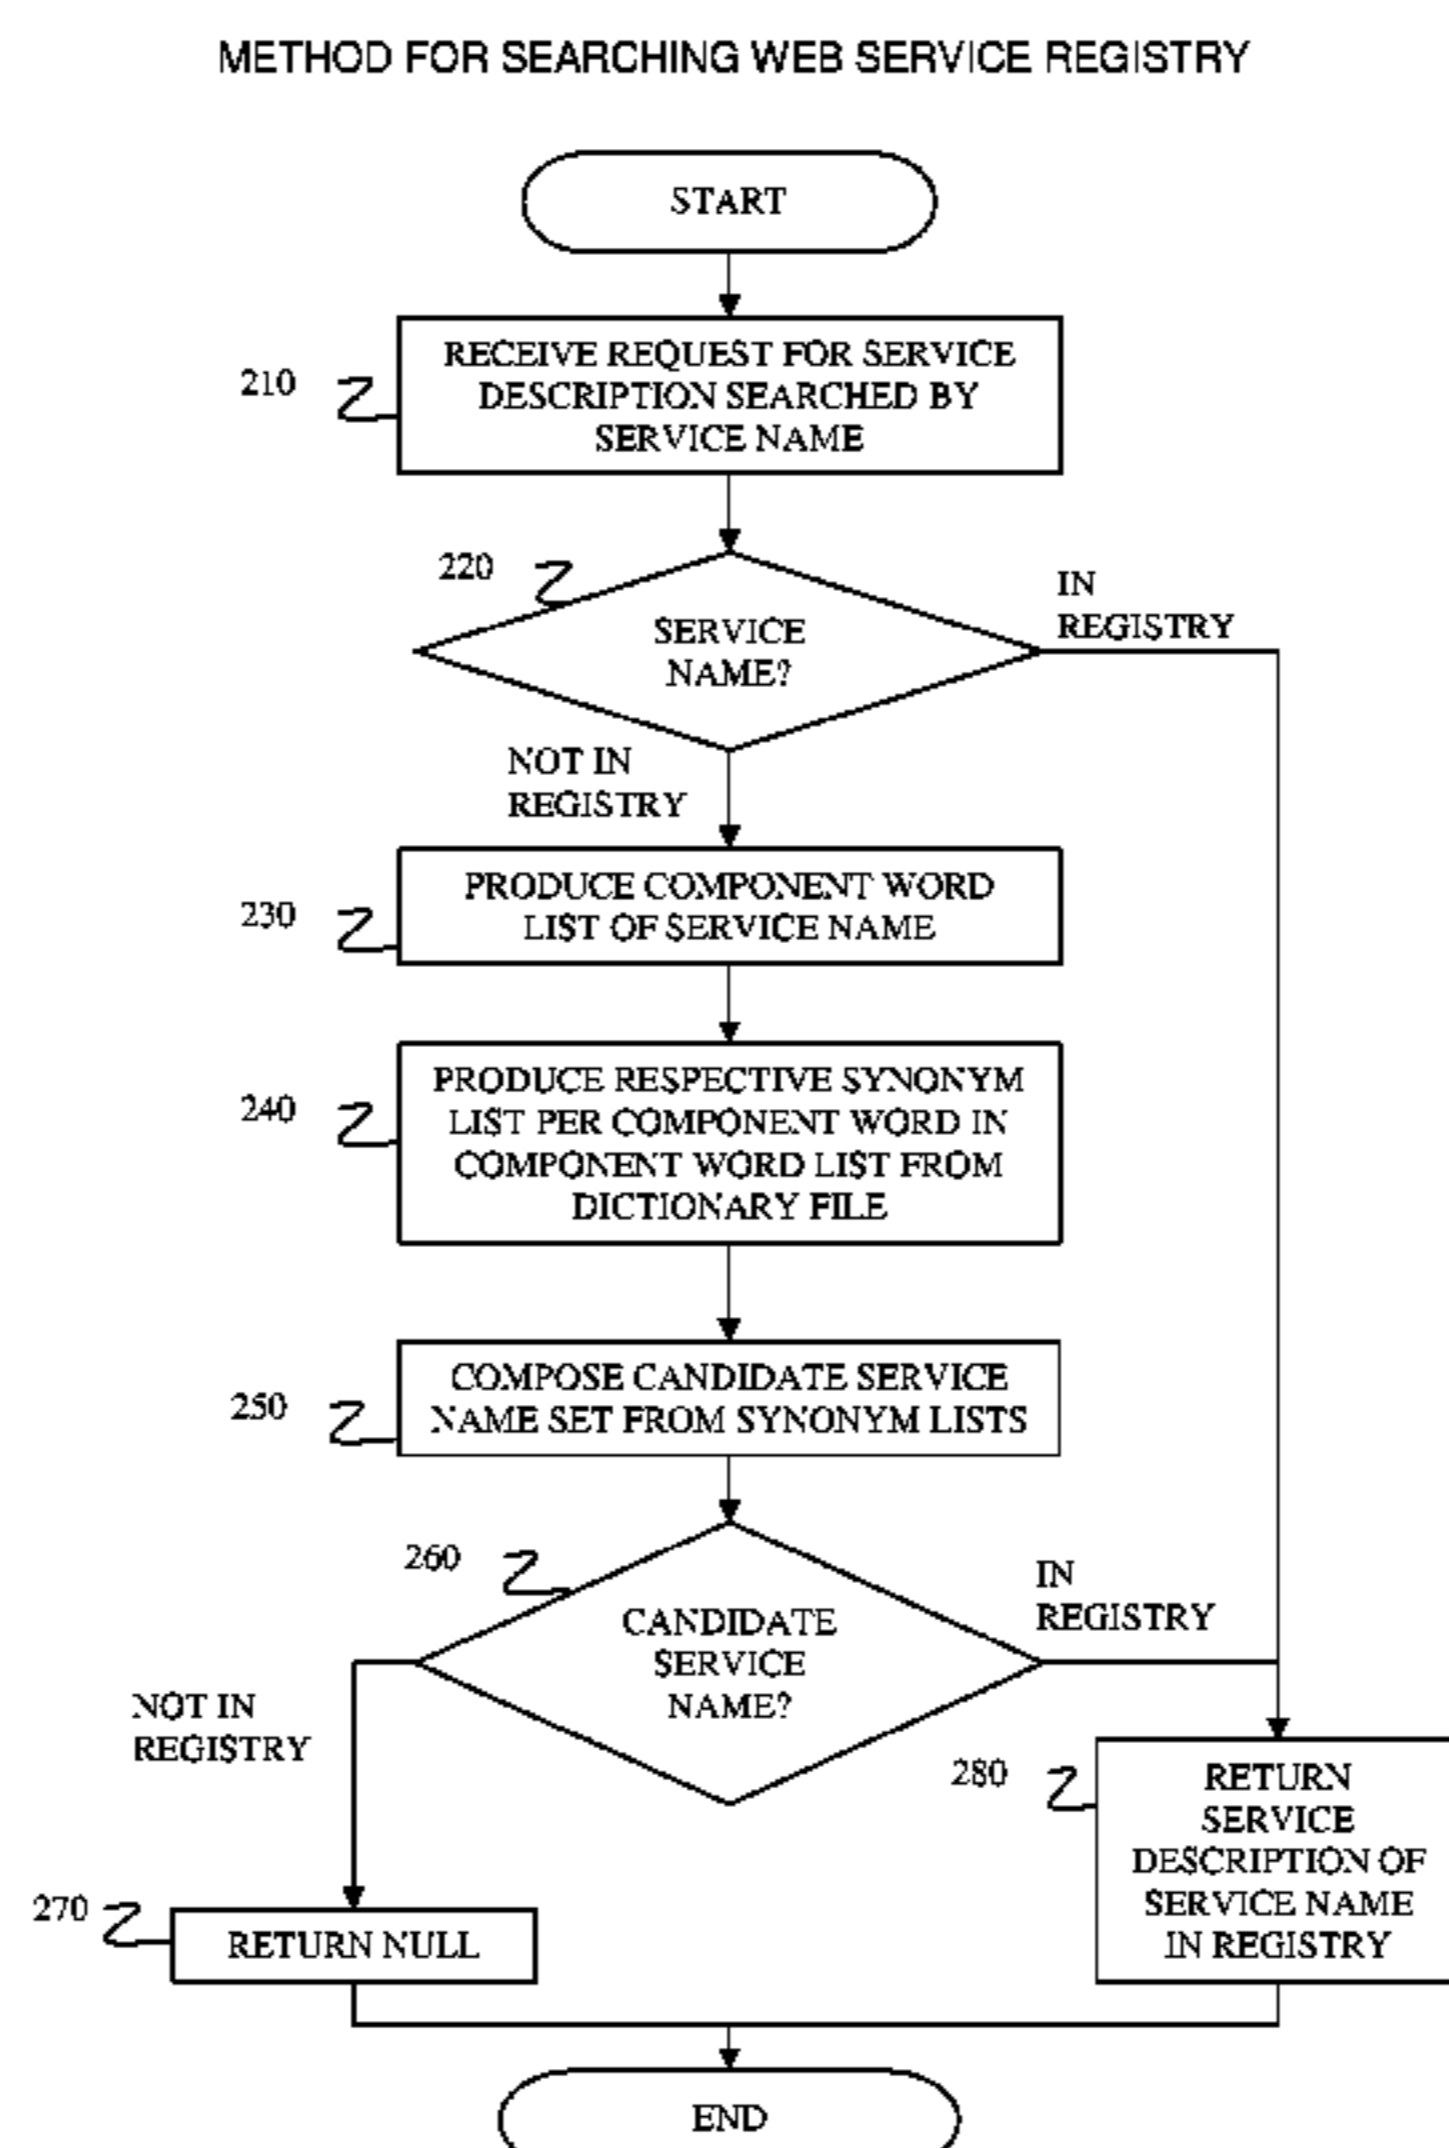 METHOD FOR SEARCHING WEB SERVICE REGISTRY
START
210
RECEIVE REQUEST FOR SERVICE
DESCRIPTION SEARCHED BY
SERVICE NAME
220
SERVICE
NAME?
IN
REGISTRY
NOT IN
REGISTRY
230
PRODUCE COMPONENT WORD
LIST OF SERVICE NAME
240
PRODUCE RESPECTIVE SYNONYM
LIST PER COMPONENT WORD IN
COMPONENT WORD LIST FROM
DICTIONARY FILE
250
COMPOSE CANDIDATE SERVICE
NAME SET FROM SYNONYM LISTS
260
CANDIDATE
SERVICE
NAME?
IN
REGISTRY
NOT IN
REGISTRY
280
RETURN
SERVICE
DESCRIPTION OF
SERVICE NAME
IN REGISTRY
270
RETURN NULL
END